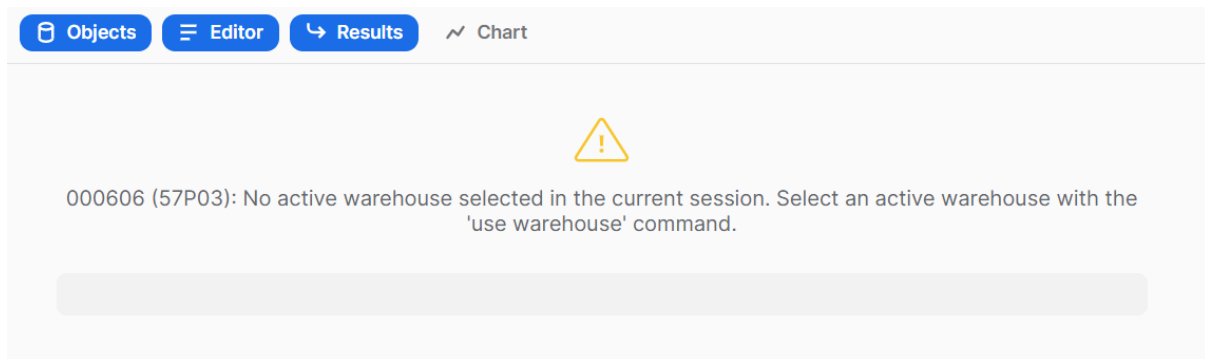 Objects Editor Results Chart
000606 (57P03): No active warehouse selected in the current session. Select an active warehouse with the
'use warehouse' command.